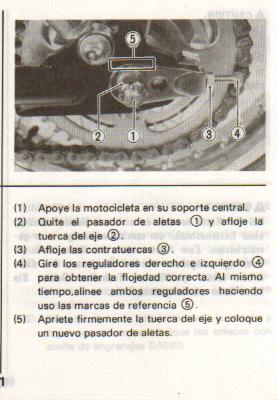 ⑤
② ① ③ ④
(1) Apoye la motocicleta en su soporte central.
(2) Quite el pasador de aletas ① y afloje la
tuerca del eje ②.
(3) Afloje las contratuercas ③.
(4) Gire los reguladores derecho e izquierdo ④
para obtener la flojedad correcta. Al mismo
tiempo,alinee ambos reguladores haciendo
uso las marcas de referencia ⑤.
(5) Apriete firmemente la tuerca del eje y coloque
un nuevo pasador de aletas.
1